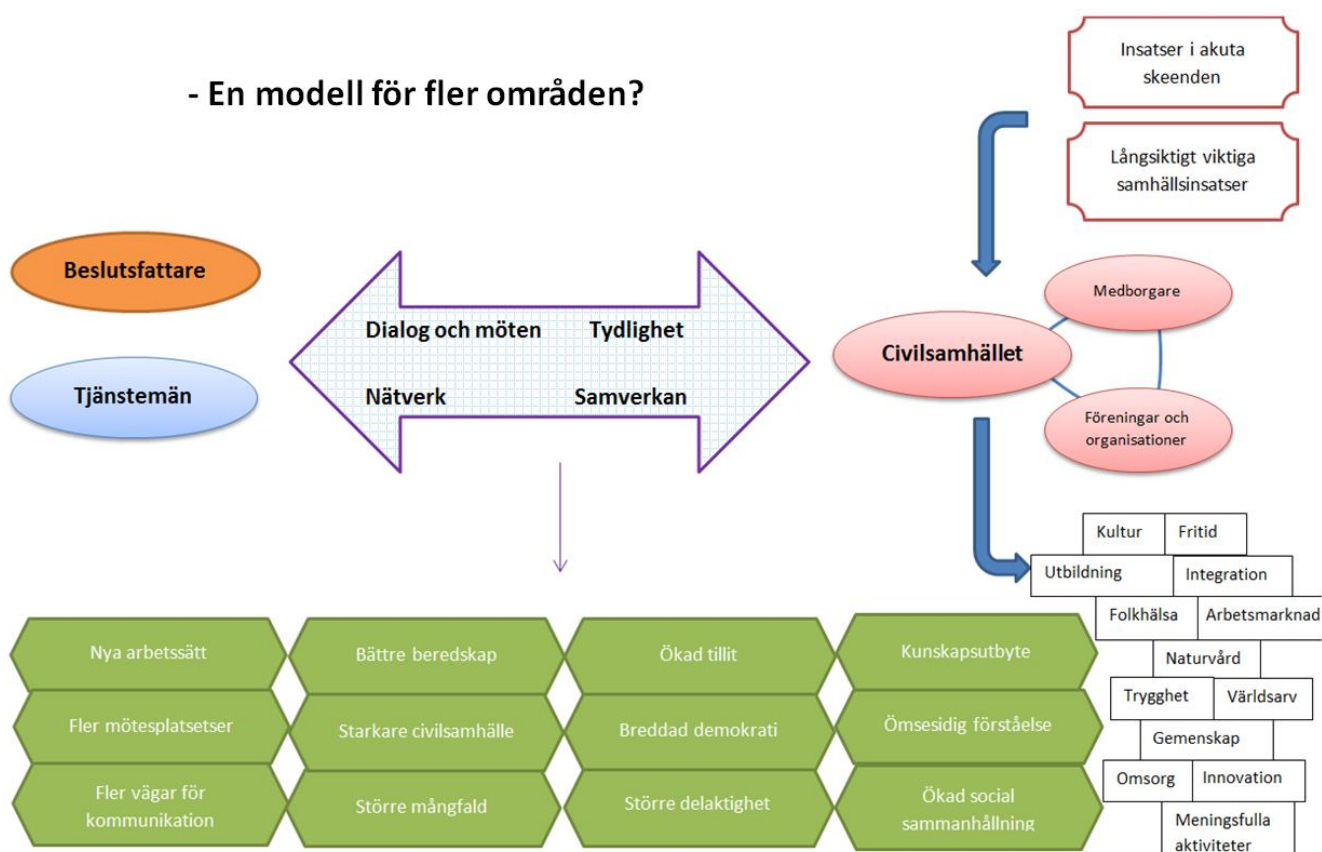 - En modell för fler områden?
Insatser i akuta
skeenden
Långsiktigt viktiga
samhällsinsatser
Beslutsfattare
Tjänstemän
Dialog och möten
Tydlighet
Nätverk
Samverkan
Civilsamhället
Medborgare
Föreningar och
organisationer
Kultur
Fritid
Utbildning
Integration
Folkhälsa
Arbetsmarknad
Naturvård
Trygghet
Världsarv
Gemenskap
Omsorg
Innovation
Meningsfulla
aktiviteter
Nya arbetssätt
Bättre beredskap
Ökad tillit
Kunskapsutbyte
Fler mötesplatsetser
Starkare civilsamhälle
Breddad demokrati
Ömsesidig förståelse
Fler vägar för
kommunikation
Större mångfald
Större delaktighet
Ökad social
sammanhållning